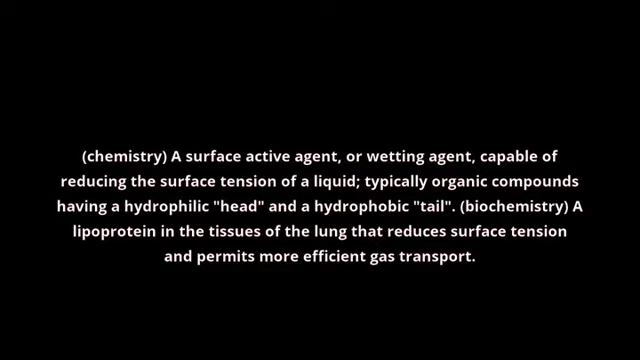 (chemistry) A surface active agent, or wetting agent, capable of
reducing the surface tension of a liquid; typically organic compounds
having a hydrophilic "head" and a hydrophobic "tail". (biochemistry) A
lipoprotein in the tissues of the lung that reduces surface tension
and permits more efficient gas transport.